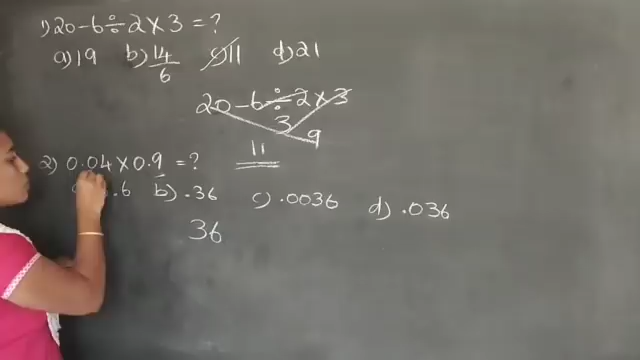 1) 20 - 6 ÷ 2 × 3 = ?
a) 19 b) 14/6 c) 11 d) 21
20 - 6 ÷ 2 × 3
3 9
11
2) 0.04 × 0.9 = ?
.6 b) .36 c) .0036 d) .036
36